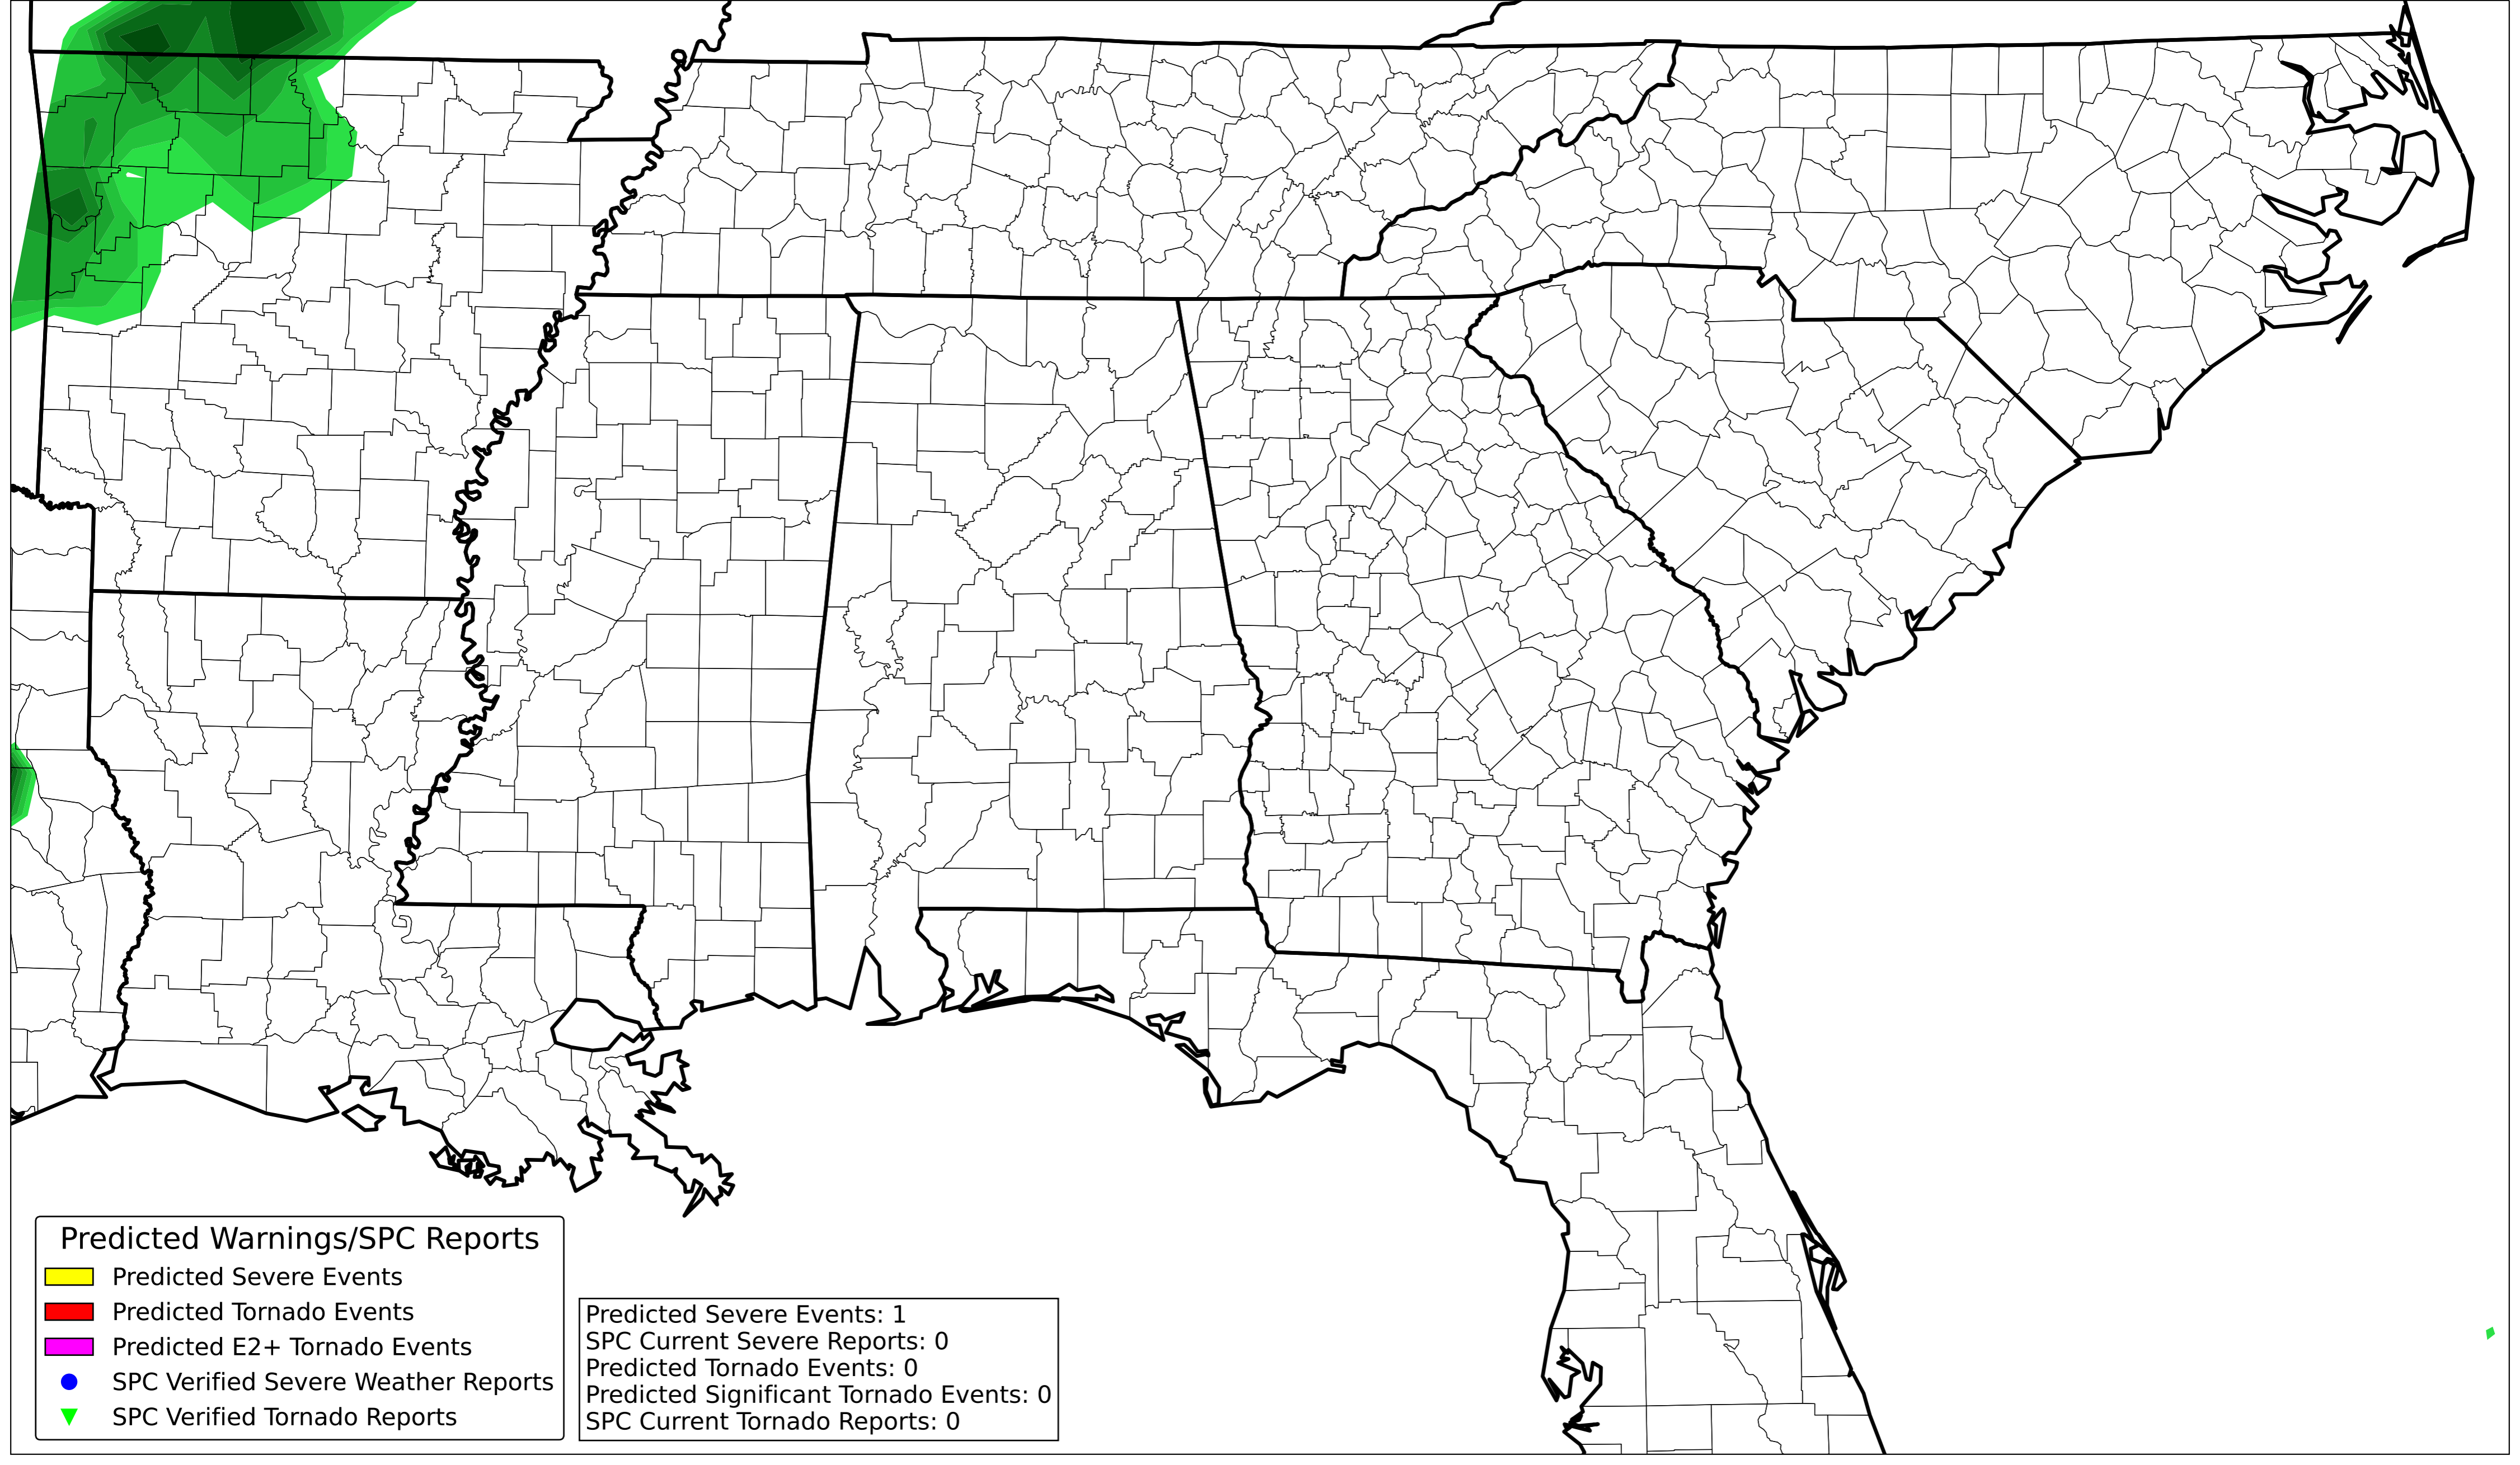 Predicted Warnings/SPC Reports
Predicted Severe Events
Predicted Tornado Events
Predicted E2+ Tornado Events
SPC Verified Severe Weather Reports
SPC Verified Tornado Reports
Predicted Severe Events: 1
SPC Current Severe Reports: 0
Predicted Tornado Events: 0
Predicted Significant Tornado Events: 0
SPC Current Tornado Reports: 0